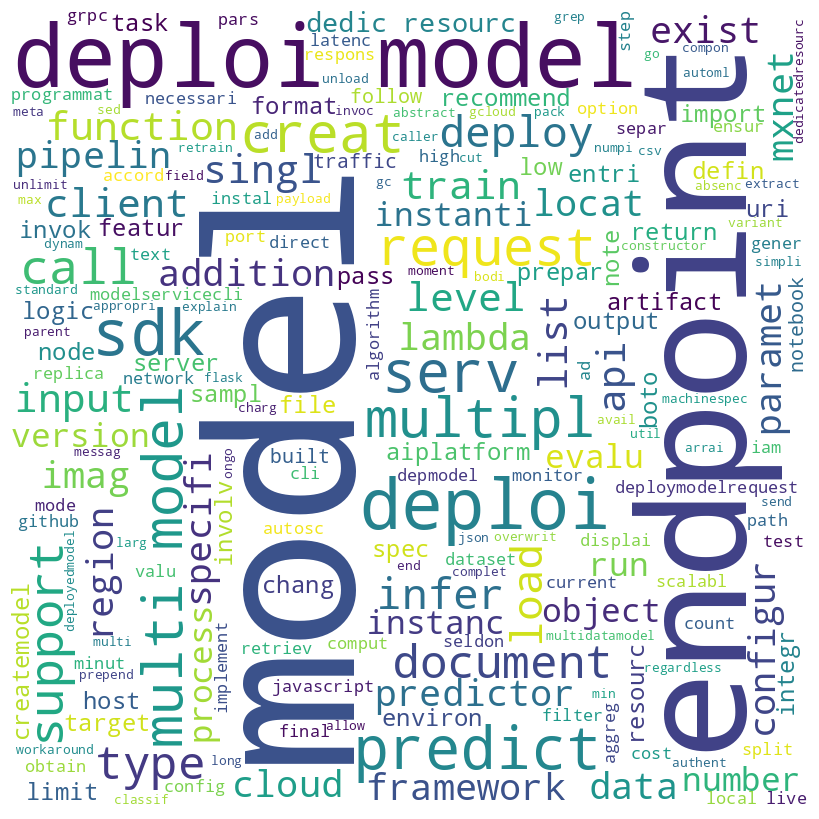 grpc
task
pars
dedic resourc
grep
step
exist
deploi model
latenc
respons
unload
go
compon
automl
programmat
necessari
format
follow
recommend
option
import
mxnet
dedicatedresourc
meta
sed
function
retrain
invoc
abstract
gcloud
pack
creat
add
caller
deploy
separ
ensur
pipelin
accord
field
singl
traffic
high
cut
numpi
csv
defin
unlimit
max
payload
gc
low
entri
absenc
extract
client
instal
train
instanti
locat
uri
variant
invok
featur
port
direct
request
note
return
constructor
dynam
text
moment
bodi
prepar
gener
simpli
call
addition
pass
standard
modelservicecli
level
artifact
parent
appropri
explain
algorithm
list
logic
sdk
lambda
output
notebook
node
server
api
paramet
replica
network
flask
serv
ad
boto
input
sampl
file
charg
multipl
machinespec
version
model
endpoint
multi model
aiplatform
avail
util
arrai
iam
messag
built
ongo
evalu
imag
cli
depmodel
monitor
deploymodelrequest
mode
involv
deploi
send
github
specifi
autosc
json
overwrit
path
test
larg
region
spec
end
dataset
displai
valu
load
run
scalabl
createmodel
support
deployedmodel
process
chang
infer
complet
current
multi
minut
retriev
comput
instanc
object
count
configur
integr
prepend
seldon
multidatamodel
implement
javascript
document
regardless
host
predictor
target
final
allow
environ
filter
min
aggreg
resourc
workaround
type
long
predict
cost
split
obtain
authent
limit
config
cloud
framework
data
number
classif
local
live